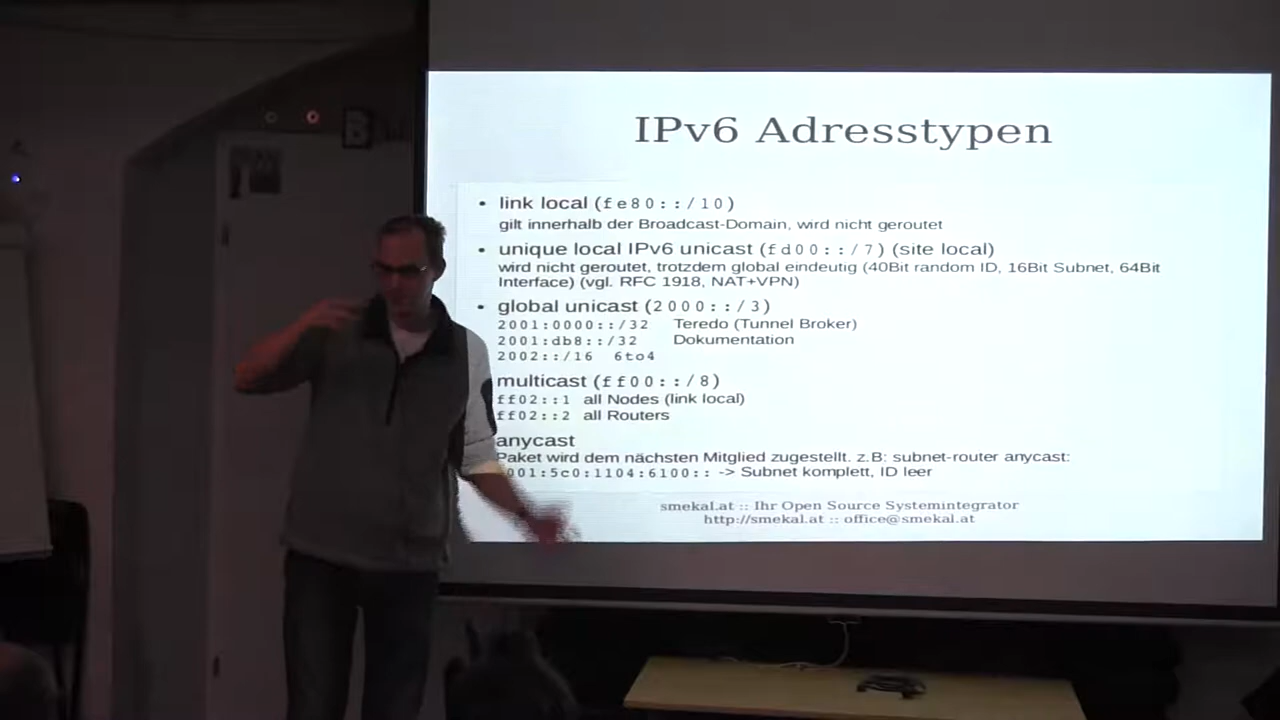 B
IPv6 Adresstypen
• link local (fe80::/10)
gilt innerhalb der Broadcast-Domain, wird nicht geroutet
• unique local IPv6 unicast (fd00::/7) (site local)
wird nicht geroutet, trotzdem global eindeutig (40Bit random ID, 16Bit Subnet, 64Bit
Interface) (vgl. RFC 1918, NAT+VPN)
• global unicast (2000::/3)
2001:0000::/32 Teredo (Tunnel Broker)
2001:db8::/32 Dokumentation
2002::/16 6to4
multicast (ff00::/8)
ff02::1 all Nodes (link local)
ff02::2 all Routers
anycast
Paket wird dem nächsten Mitglied zugestellt. z.B: subnet-router anycast:
001:5c0:1104:6100:: -> Subnet komplett, ID leer
smekal.at :: Ihr Open Source Systemintegrator
http://smekal.at :: office@smekal.at